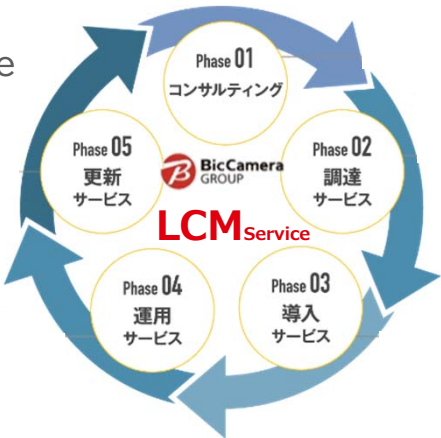 e
Phase 01
コンサルティング
Phase 02
調達
サービス
Phase 03
導入
サービス
Phase 04
運用
サービス
Phase 05
更新
サービス
B BicCamera
GROUP
LCM Service